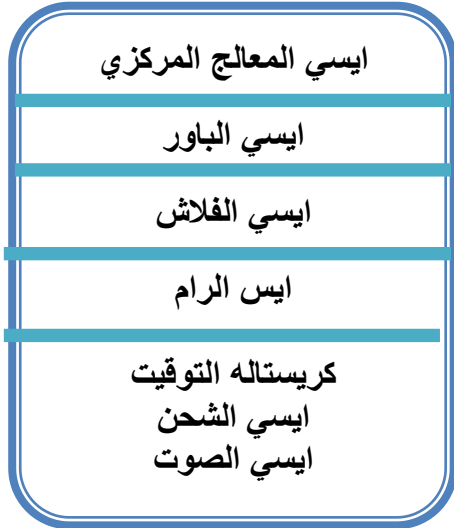 ايسي المعالج المركزي
ايسي الباور
ايسي الفلاش
ايس الرام
كريستاله التوقيت
ايسي الشحن
ايسي الصوت